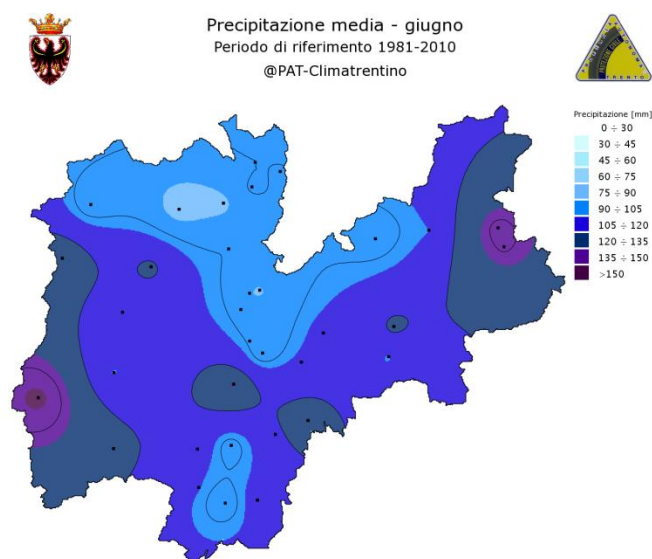 Precipitazione media - giugno
Periodo di riferimento 1981-2010
@PAT-Climatrentino
Precipitazione [mm]
0 ÷ 30
30 ÷ 45
45 ÷ 60
60 ÷ 75
75 ÷ 90
90 ÷ 105
105 ÷ 120
120 ÷ 135
135 ÷ 150
>150